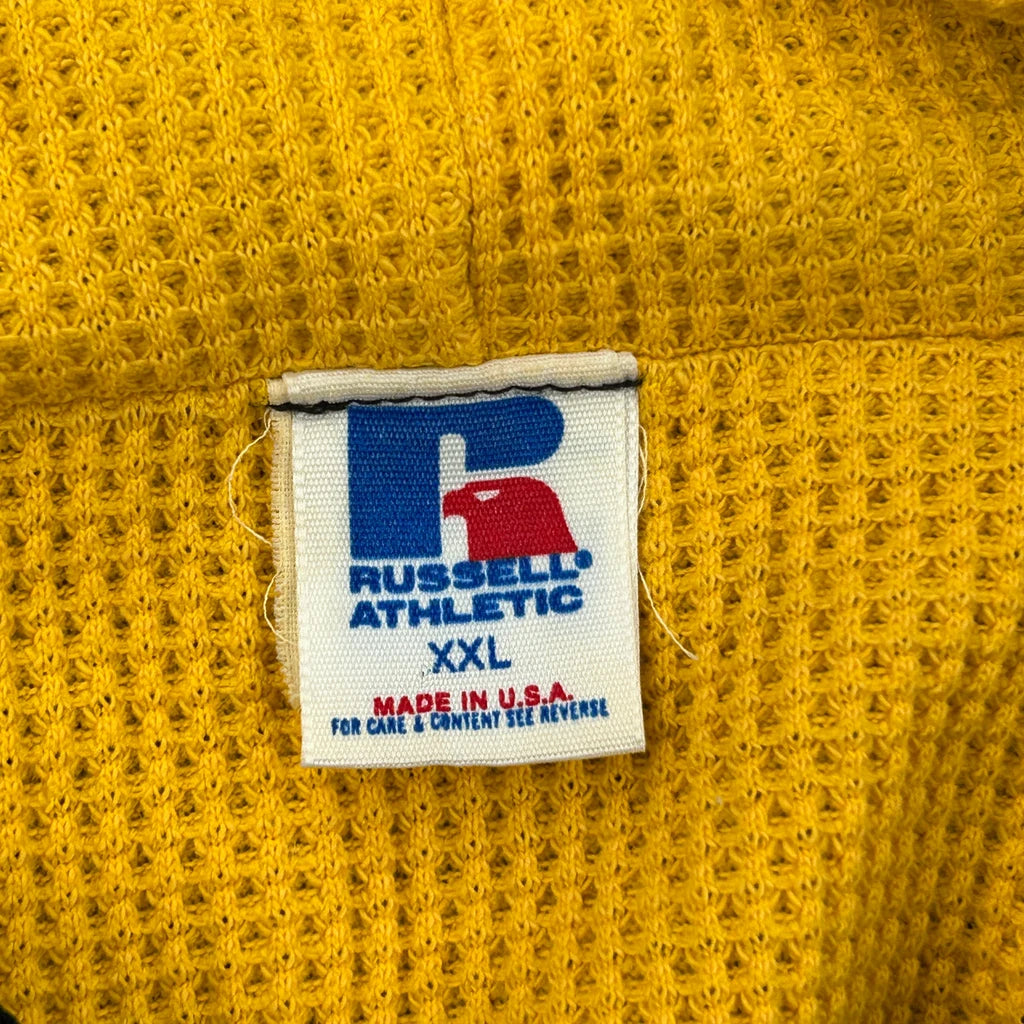 R
RUSSELL®
ATHLETIC
XXL
MADE IN U.S.A.
FOR CARE & CONTENT SEE REVERSE